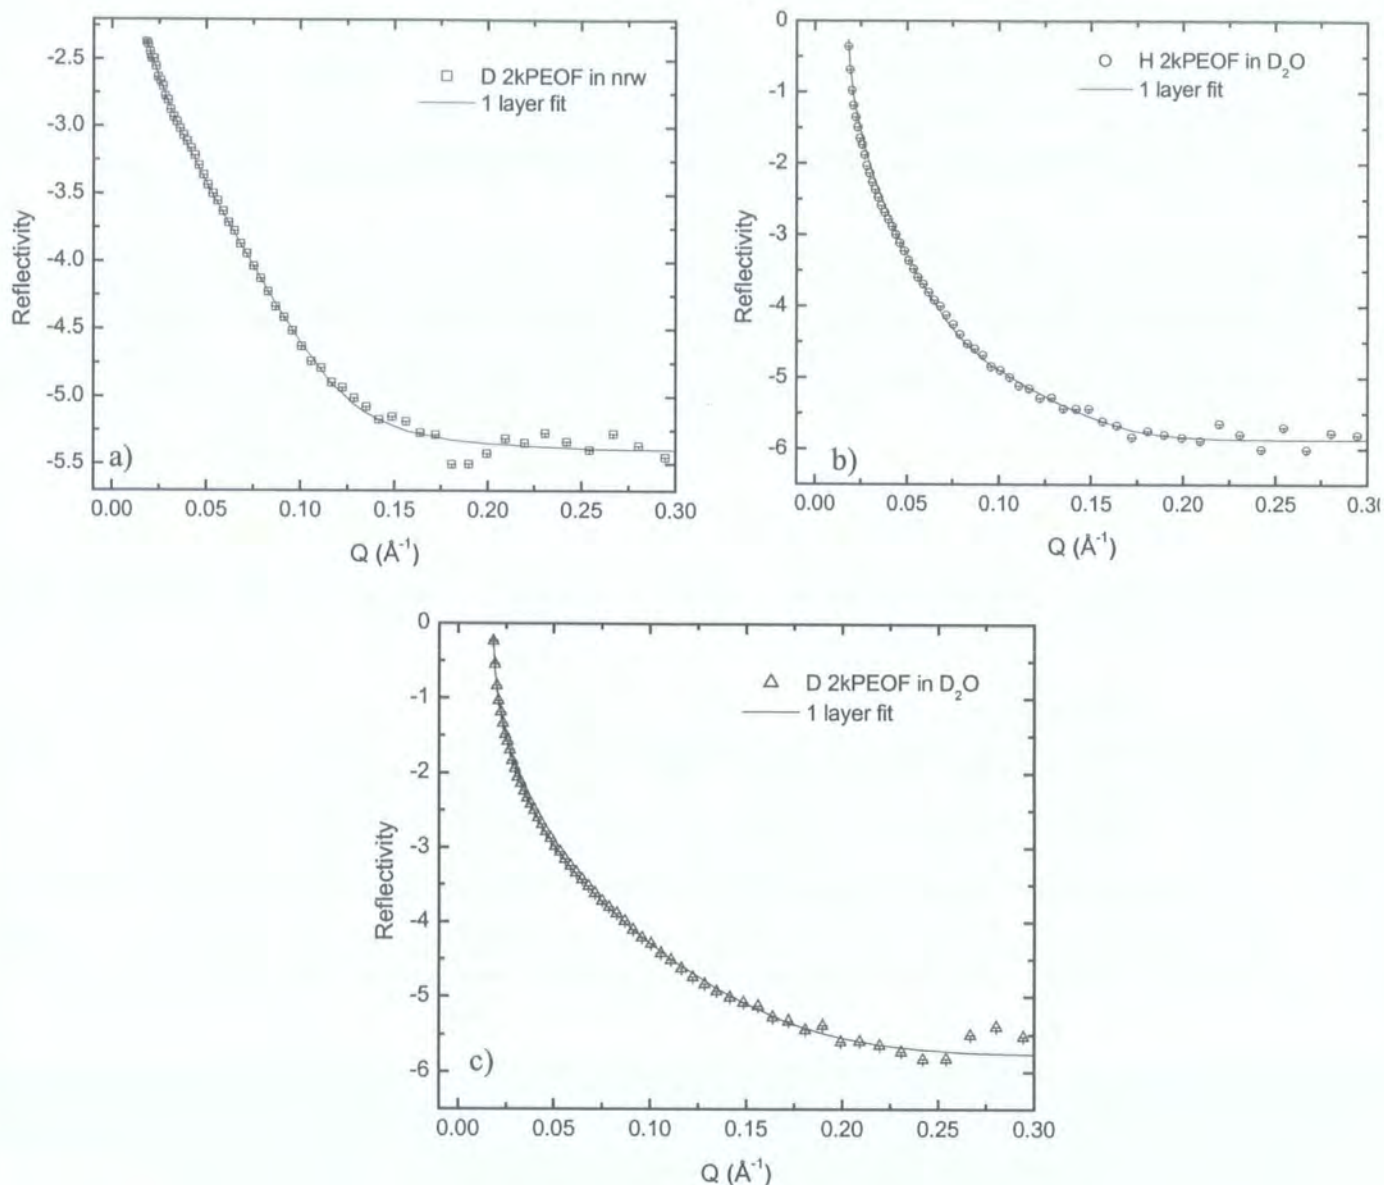 -2.5
-3.0
-3.5
-4.0
-4.5
-5.0
-5.5
Reflectivity
D 2kPEOF in nrw
1 layer fit
a)
0.00 0.05 0.10 0.15 0.20 0.25 0.30
Q (Å⁻¹)
0
-1
-2
-3
-4
-5
-6
Reflectivity
H 2kPEOF in D₂O
1 layer fit
b)
0.00 0.05 0.10 0.15 0.20 0.25 0.30
Q (Å⁻¹)
0
-1
-2
-3
-4
-5
-6
Reflectivity
D 2kPEOF in D₂O
1 layer fit
c)
0.00 0.05 0.10 0.15 0.20 0.25 0.30
Q (Å⁻¹)